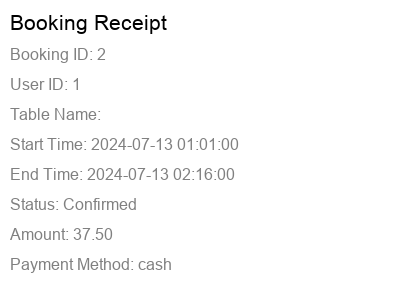 Booking Receipt
Booking ID: 2
User ID: 1
Table Name:
Start Time: 2024-07-13 01:01:00
End Time: 2024-07-13 02:16:00
Status: Confirmed
Amount: 37.50
Payment Method: cash